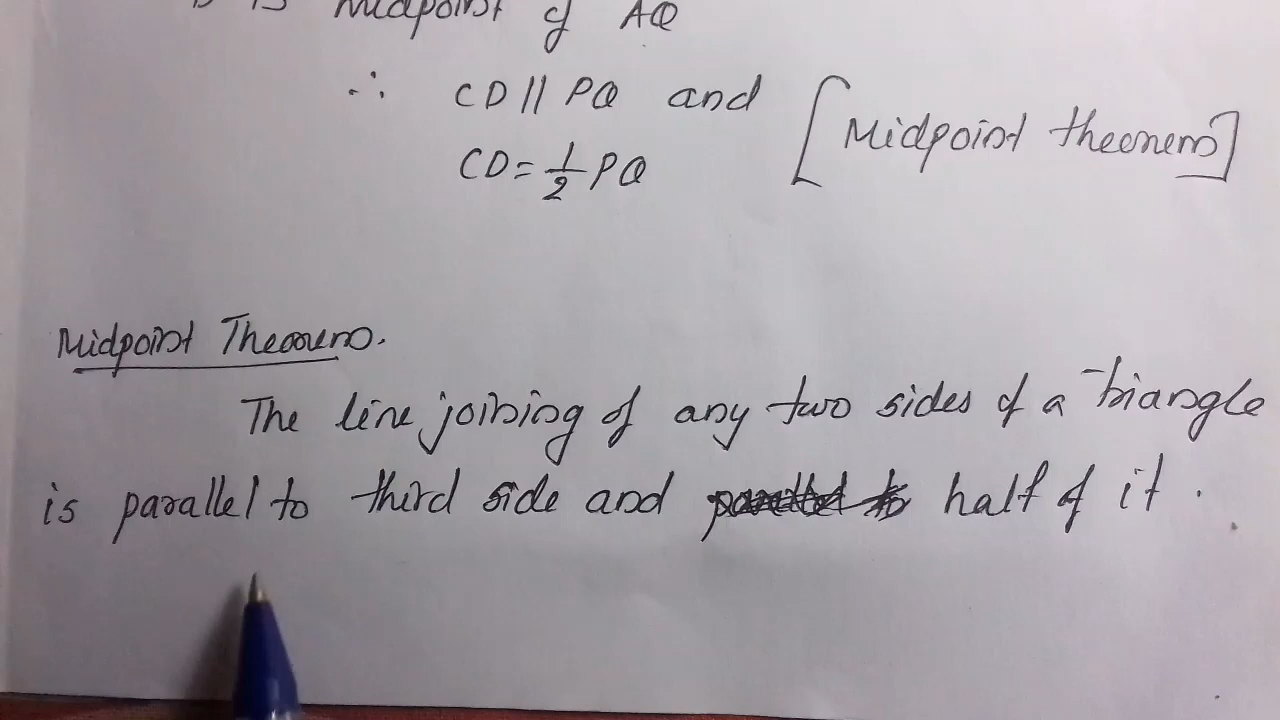 is midpoint of AQ
∴ CD || PQ and [Midpoint theorem]
CD = 1/2 PQ
Midpoint Theorem.
The line joining of any two sides of a triangle
is parallel to third side and half of it.